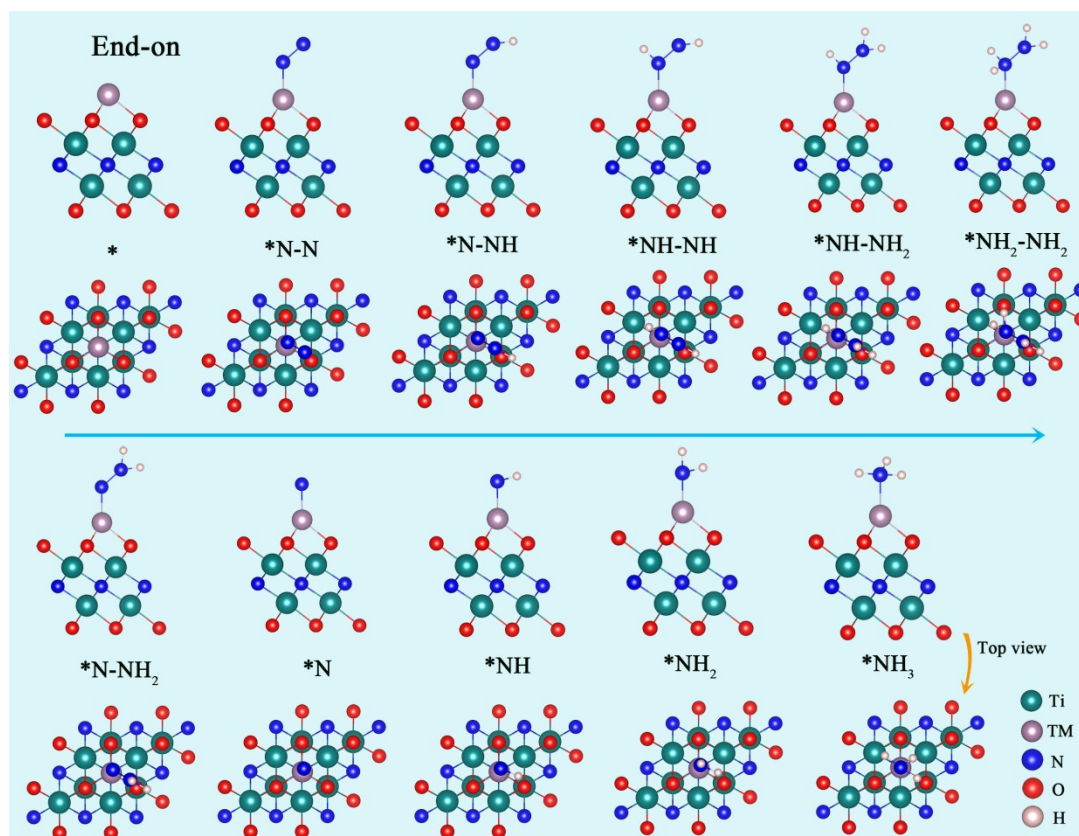 End-on
*
*N-N
*N-NH
*NH-NH
*NH-NH₂
*NH₂-NH₂
*N-NH₂
*N
*NH
*NH₂
*NH₃
Top view
Ti
TM
N
O
H